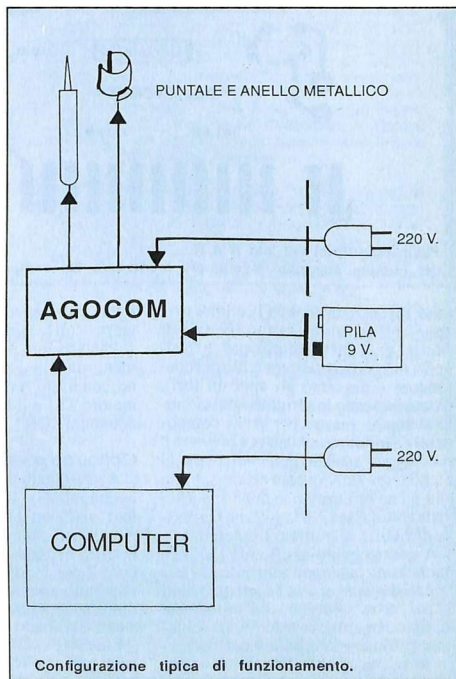 PUNTALE E ANELLO METALLICO
220 V.
AGOCOM
PILA
9 V.
220 V.
COMPUTER
Configurazione tipica di funzionamento.